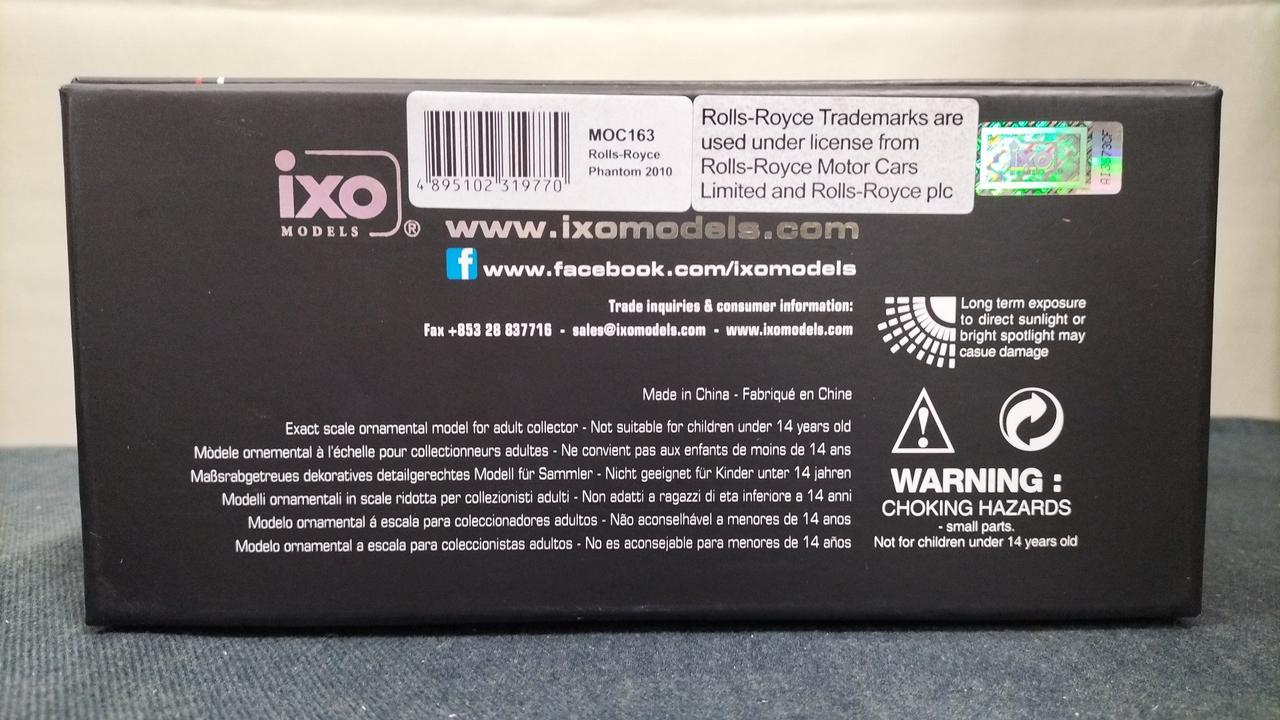 ixo
MODELS ®
4 895102 319770
MOC163
Rolls-Royce
Phantom 2010
Rolls-Royce Trademarks are
used under license from
Rolls-Royce Motor Cars
Limited and Rolls-Royce plc
ixo
www.ixomodels.com
f www.facebook.com/ixomodels
Trade inquiries & consumer information:
Fax +853 28 837716 - sales@ixomodels.com - www.ixomodels.com
Long term exposure
to direct sunlight or
bright spotlight may
casue damage
Made in China - Fabriqué en Chine
Exact scale ornamental model for adult collector - Not suitable for children under 14 years old
Mòdele ornemental à l'échelle pour collectionneurs adultes - Ne convient pas aux enfants de moins de 14 ans
Maßsrabgetreues dekoratives detailgerechtes Modell für Sammler - Nicht geeignet für Kinder unter 14 jahren
Modelli ornamentali in scale ridotta per collezionisti adulti - Non adatti a ragazzi di eta inferiore a 14 anni
Modelo ornamental á escala para coleccionadores adultos - Não aconselhável a menores de 14 anos
Modelo ornamental a escala para coleccionistas adultos - No es aconsejable para menores de 14 años
!
WARNING :
CHOKING HAZARDS
- small parts.
Not for children under 14 years old